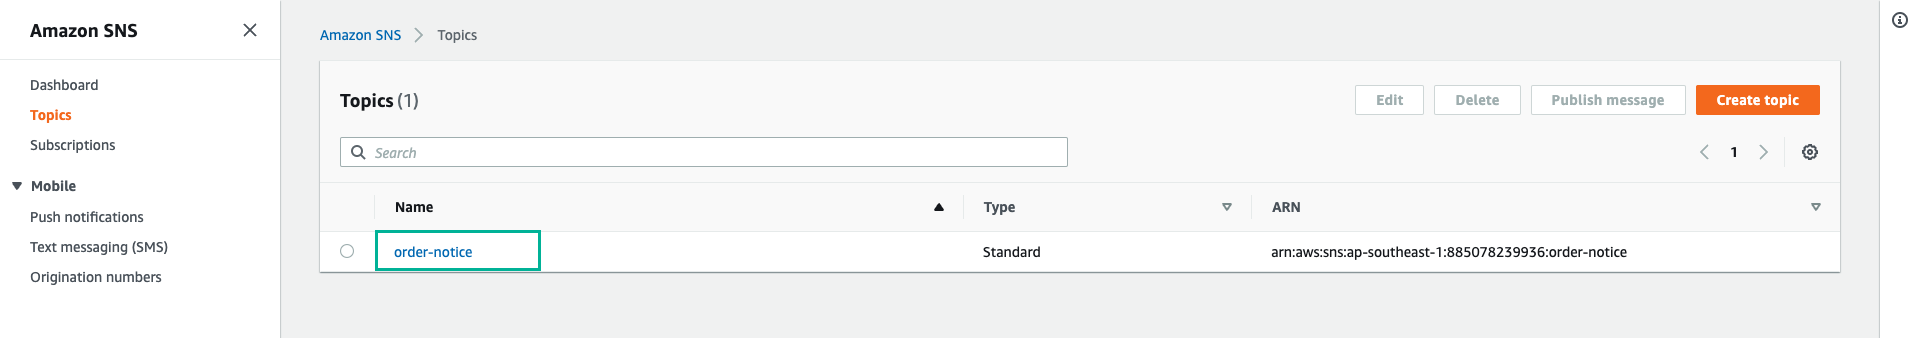 Amazon SNS
Dashboard
Topics
Subscriptions
Mobile
Push notifications
Text messaging (SMS)
Origination numbers
Amazon SNS Topics
Topics (1)
Edit Delete Publish message Create topic
Search
1
Name Type ARN
order-notice Standard arn:aws:sns:ap-southeast-1:885078239936:order-notice